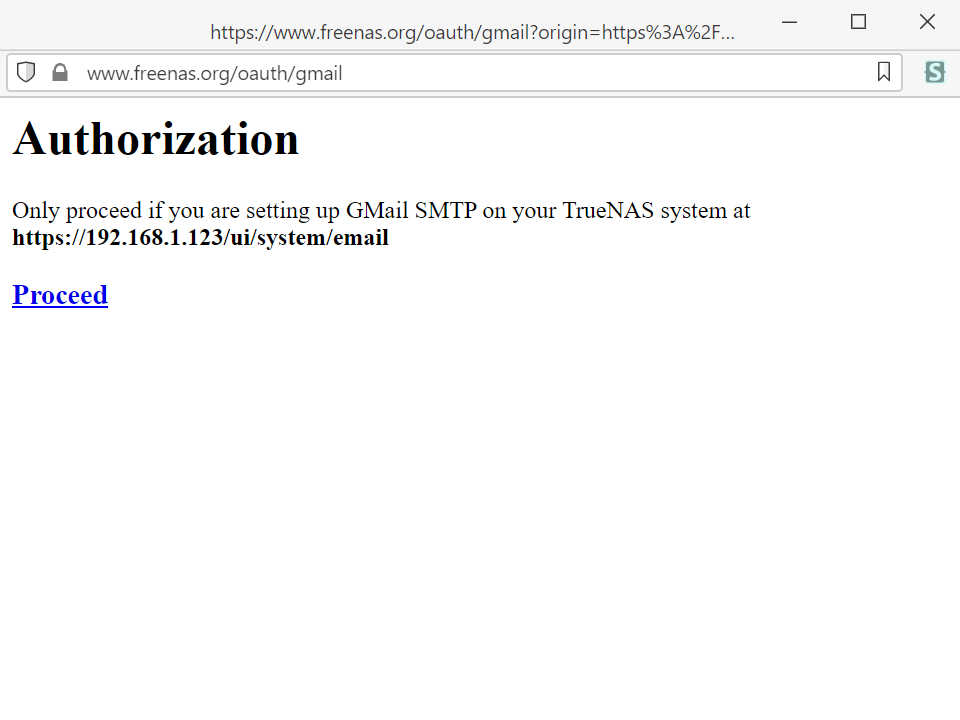 https://www.freenas.org/oauth/gmail?origin=https%3A%2F...
www.freenas.org/oauth/gmail
S
Authorization
Only proceed if you are setting up GMail SMTP on your TrueNAS system at
https://192.168.1.123/ui/system/email
Proceed